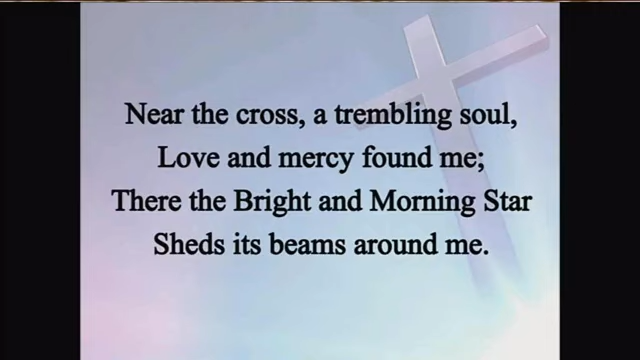 Near the cross, a trembling soul,
Love and mercy found me;
There the Bright and Morning Star
Sheds its beams around me.